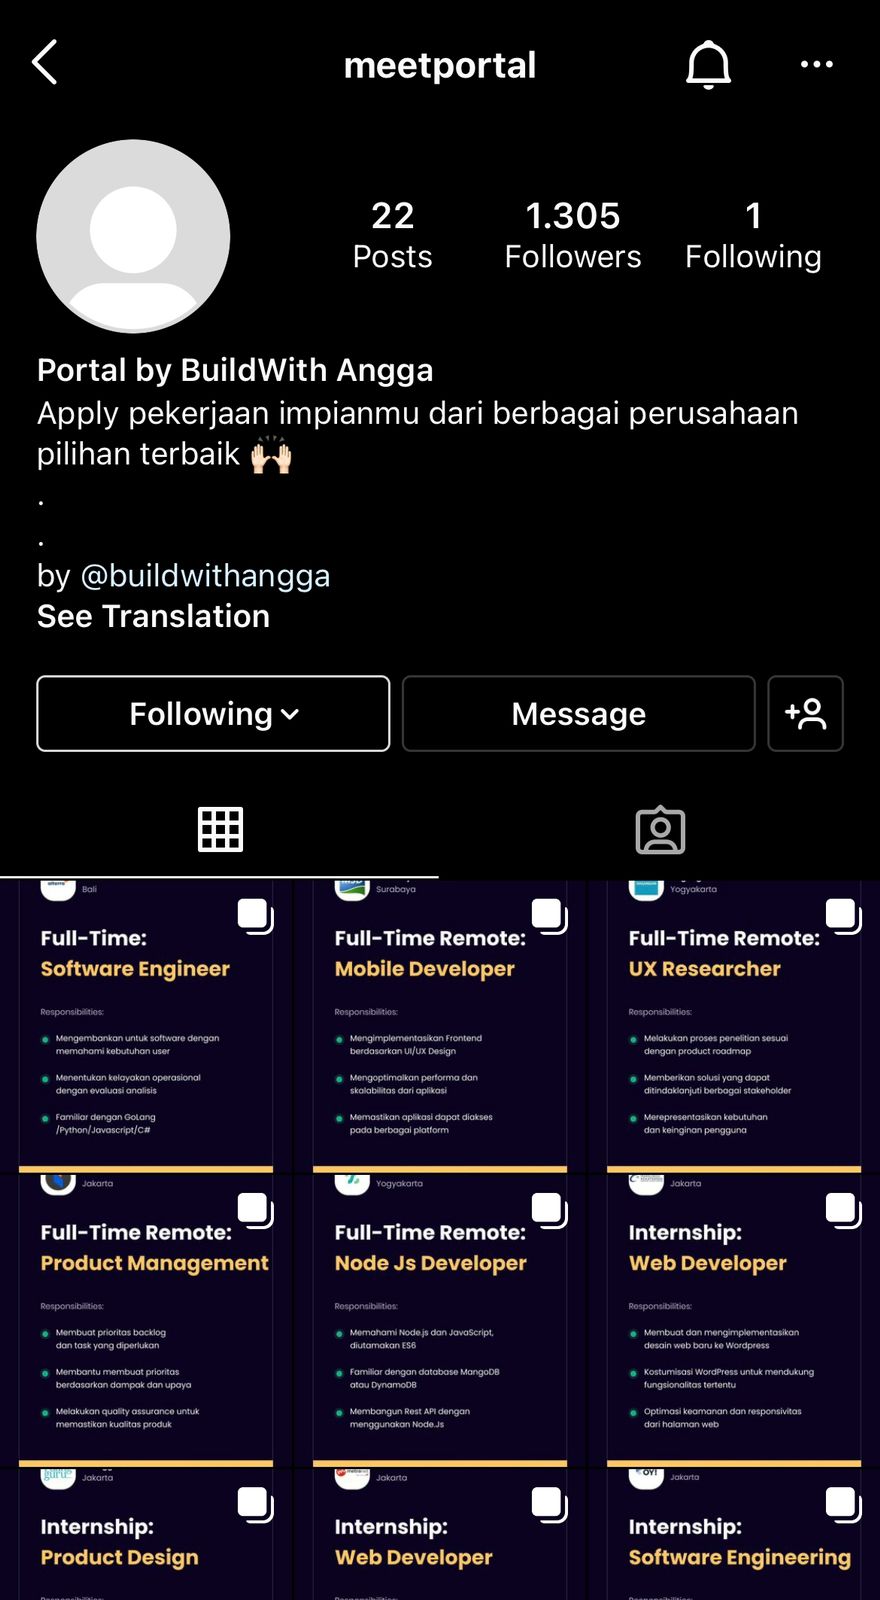 meetportal
22
Posts
1.305
Followers
1
Following
Portal by BuildWith Angga
Apply pekerjaan impianmu dari berbagai perusahaan
pilihan terbaik 🙌🏻
.
.
by @buildwithangga
See Translation
Following
Message
Bali
Full-Time:
Software Engineer
Responsibilities:
Mengembankan untuk software dengan
memahami kebutuhan user
Menentukan kelayakan operasional
dengan evaluasi analisis
Familiar dengan GoLang
/Python/Javascript/C#
Surabaya
Full-Time Remote:
Mobile Developer
Responsibilities:
Mengimplementasikan Frontend
berdasarkan UI/UX Design
Mengoptimalkan performa dan
skalabilitas dari aplikasi
Memastikan aplikasi dapat diakses
pada berbagai platform
Yogyakarta
Full-Time Remote:
UX Researcher
Responsibilities:
Melakukan proses penelitian sesuai
dengan product roadmap
Memberikan solusi yang dapat
ditindaklanjuti berbagai stakeholder
Merepresentasikan kebutuhan
dan keinginan pengguna
Jakarta
Full-Time Remote:
Product Management
Responsibilities:
Membuat prioritas backlog
dan task yang diperlukan
Membantu membuat prioritas
berdasarkan dampak dan upaya
Melakukan quality assurance untuk
memastikan kualitas produk
Yogyakarta
Full-Time Remote:
Node Js Developer
Responsibilities:
Memahami Node.js dan JavaScript,
diutamakan ES6
Familiar dengan database MangoDB
atau DynamoDB
Membangun Rest API dengan
menggunakan Node.Js
Jakarta
Internship:
Web Developer
Responsibilities:
Membuat dan mengimplementasikan
desain web baru ke Wordpress
Kostumisasi WordPress untuk mendukung
fungsionalitas tertentu
Optimasi keamanan dan responsivitas
dari halaman web
guru
Jakarta
Internship:
Product Design
Jakarta
Internship:
Web Developer
OY!
Jakarta
Internship:
Software Engineering